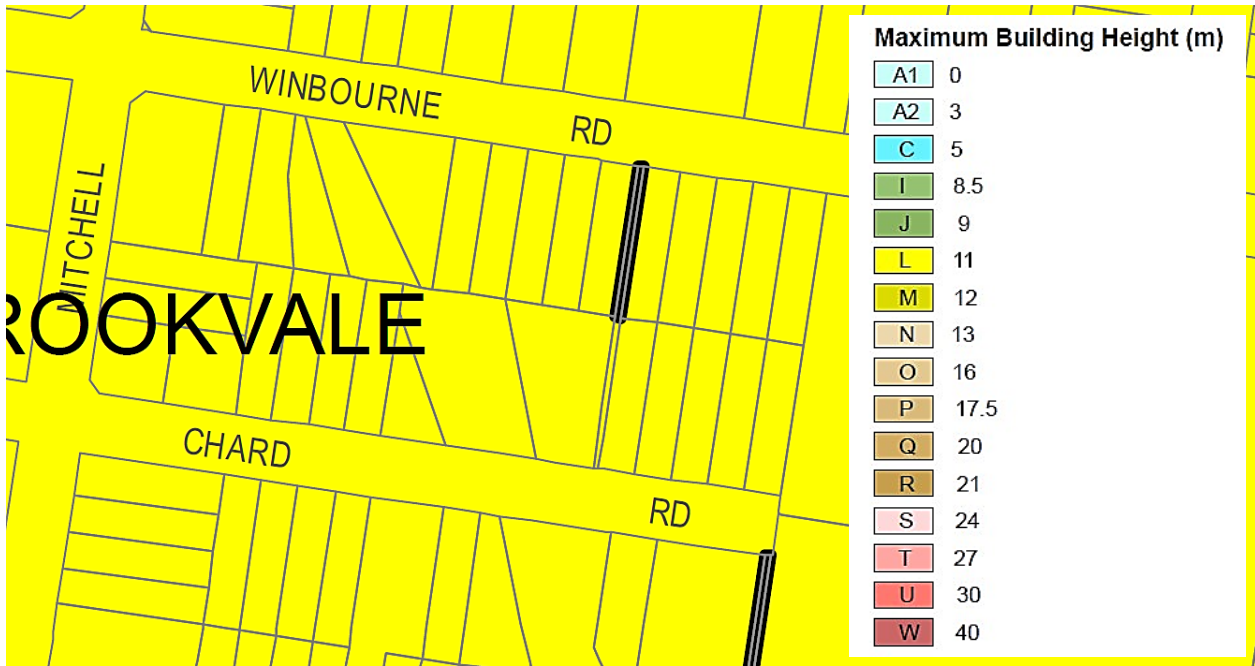 WINBOURNE
RD
MITCHELL
ROOKVALE
CHARD
RD
Maximum Building Height (m)
A1 0
A2 3
C 5
I 8.5
J 9
L 11
M 12
N 13
O 16
P 17.5
Q 20
R 21
S 24
T 27
U 30
W 40